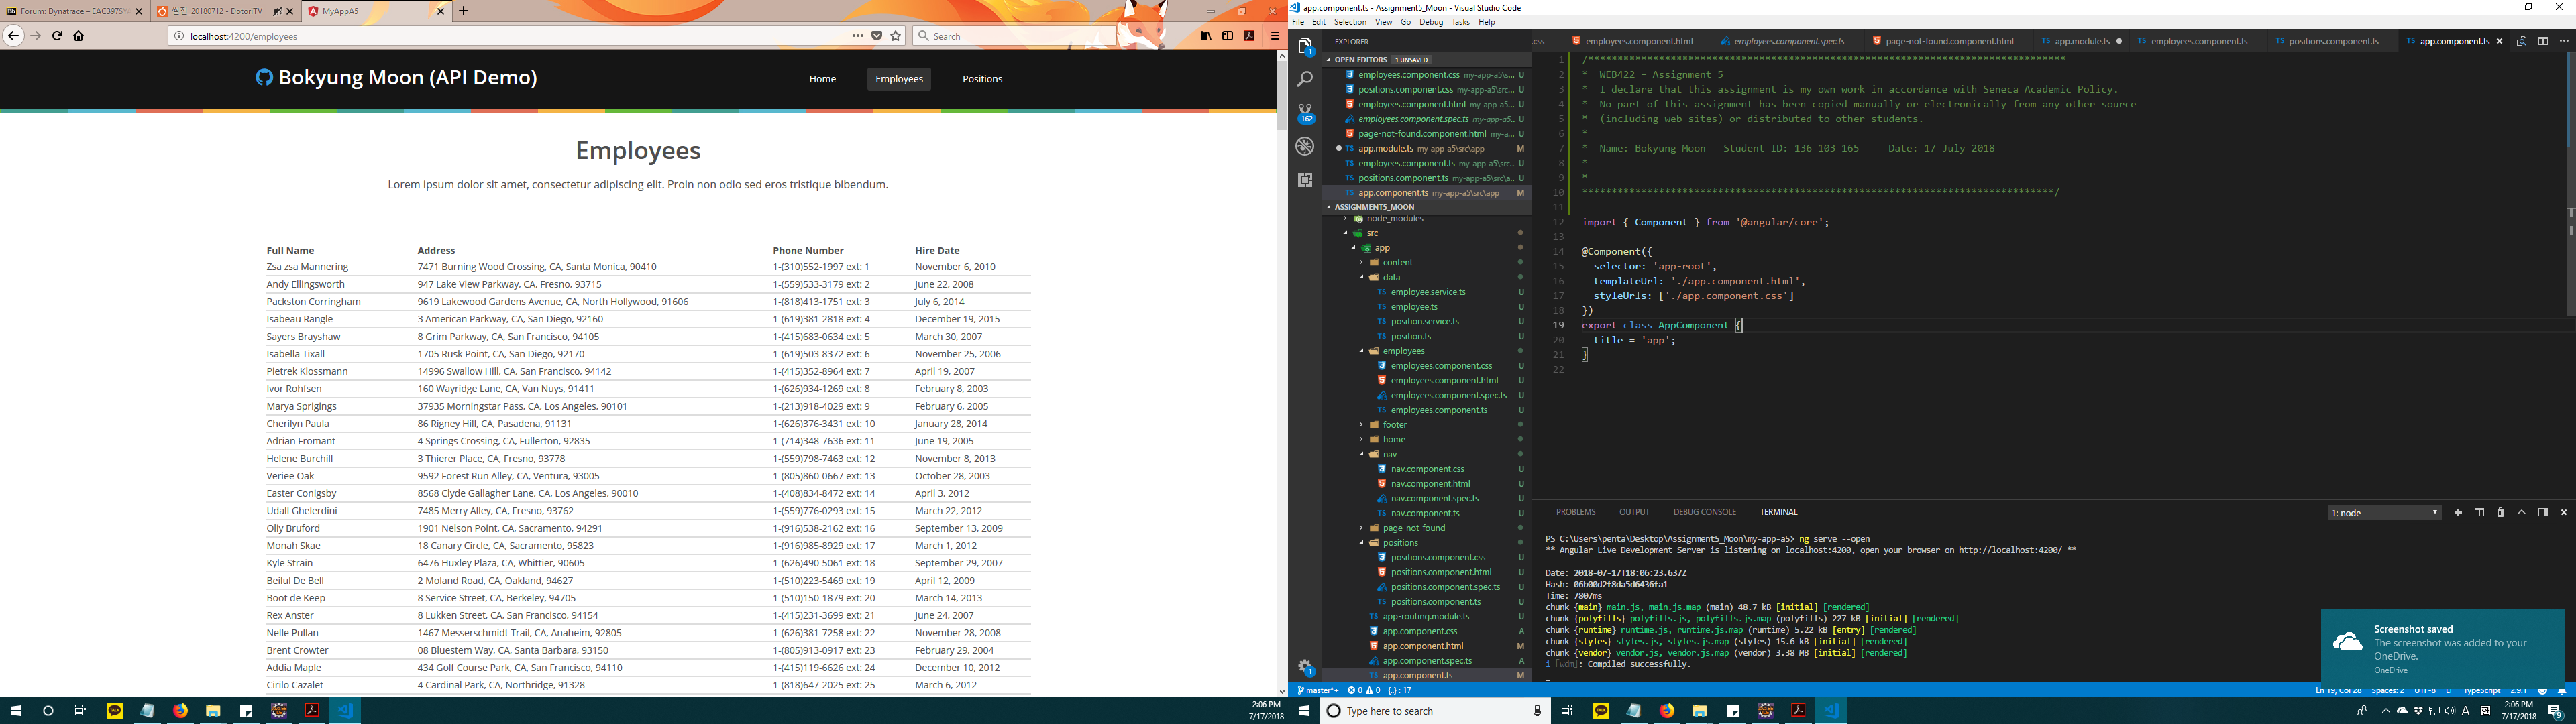 Forum: Dynatrace – EAC397SYA
썰전_20180712 - DotoriTV
MyAppA5
localhost:4200/employees
Search
Bokyung Moon (API Demo)
Home
Employees
Positions
Employees
Lorem ipsum dolor sit amet, consectetur adipiscing elit. Proin non odio sed eros tristique bibendum.
Full Name Address Phone Number Hire Date
Zsa zsa Mannering 7471 Burning Wood Crossing, CA, Santa Monica, 90410 1-(310)552-1997 ext: 1 November 6, 2010
Andy Ellingsworth 947 Lake View Parkway, CA, Fresno, 93715 1-(559)533-3179 ext: 2 June 22, 2008
Packston Corringham 9619 Lakewood Gardens Avenue, CA, North Hollywood, 91606 1-(818)413-1751 ext: 3 July 6, 2014
Isabeau Rangle 3 American Parkway, CA, San Diego, 92160 1-(619)381-2818 ext: 4 December 19, 2015
Sayers Brayshaw 8 Grim Parkway, CA, San Francisco, 94105 1-(415)683-0634 ext: 5 March 30, 2007
Isabella Tixall 1705 Rusk Point, CA, San Diego, 92170 1-(619)503-8372 ext: 6 November 25, 2006
Pietrek Klossmann 14996 Swallow Hill, CA, San Francisco, 94142 1-(415)352-8964 ext: 7 April 19, 2007
Ivor Rohfsen 160 Wayridge Lane, CA, Van Nuys, 91411 1-(626)934-1269 ext: 8 February 8, 2003
Marya Sprigings 37935 Morningstar Pass, CA, Los Angeles, 90101 1-(213)918-4029 ext: 9 February 6, 2005
Cherilyn Paula 86 Rigney Hill, CA, Pasadena, 91131 1-(626)376-3431 ext: 10 January 28, 2014
Adrian Fromant 4 Springs Crossing, CA, Fullerton, 92835 1-(714)348-7636 ext: 11 June 19, 2005
Helene Burchill 3 Thierer Place, CA, Fresno, 93778 1-(559)798-7463 ext: 12 November 8, 2013
Veriee Oak 9592 Forest Run Alley, CA, Ventura, 93005 1-(805)860-0667 ext: 13 October 28, 2003
Easter Conigsby 8568 Clyde Gallagher Lane, CA, Los Angeles, 90010 1-(408)834-8472 ext: 14 April 3, 2012
Udall Ghelerdini 7485 Merry Alley, CA, Fresno, 93762 1-(559)776-0293 ext: 15 March 22, 2012
Oliy Bruford 1901 Nelson Point, CA, Sacramento, 94291 1-(916)538-2162 ext: 16 September 13, 2009
Monah Skae 18 Canary Circle, CA, Sacramento, 95823 1-(916)985-8929 ext: 17 March 1, 2012
Kyle Strain 6476 Huxley Plaza, CA, Whittier, 90605 1-(626)490-5061 ext: 18 September 29, 2007
Beilul De Bell 2 Moland Road, CA, Oakland, 94627 1-(510)223-5469 ext: 19 April 12, 2009
Boot de Keep 8 Service Street, CA, Berkeley, 94705 1-(510)150-1879 ext: 20 March 14, 2013
Rex Anster 8 Lukken Street, CA, San Francisco, 94154 1-(415)231-3699 ext: 21 June 24, 2007
Nelle Pullan 1467 Messerschmidt Trail, CA, Anaheim, 92805 1-(626)381-7258 ext: 22 November 28, 2008
Brent Crowter 08 Bluestem Way, CA, Santa Barbara, 93150 1-(805)913-0917 ext: 23 February 29, 2004
Addia Maple 434 Golf Course Park, CA, San Francisco, 94110 1-(415)119-6626 ext: 24 December 10, 2012
Cirilo Cazalet 4 Cardinal Park, CA, Northridge, 91328 1-(818)647-2025 ext: 25 March 6, 2012
2:06 PM
7/17/2018
app.component.ts - Assignment5_Moon - Visual Studio Code
File Edit Selection View Go Debug Tasks Help
EXPLORER
OPEN EDITORS 1 UNSAVED
employees.component.css my-app-a5\s... U
positions.component.css my-app-a5\src... U
employees.component.html my-app-a5... U
employees.component.spec.ts my-app-a5... U
page-not-found.component.html my-a... U
app.module.ts my-app-a5\src\app M
employees.component.ts my-app-a5\src... U
positions.component.ts my-app-a5\src\a... U
app.component.ts my-app-a5\src\app M
ASSIGNMENT5_MOON
node_modules
src
app
content
data
employee.service.ts U
employee.ts U
position.service.ts U
position.ts U
employees
employees.component.css U
employees.component.html U
employees.component.spec.ts U
employees.component.ts U
footer
home
nav
nav.component.css U
nav.component.html U
nav.component.spec.ts U
nav.component.ts U
page-not-found
positions
positions.component.css U
positions.component.html U
positions.component.spec.ts U
positions.component.ts U
app-routing.module.ts U
app.component.css A
app.component.html M
app.component.spec.ts A
app.component.ts M
162
.css employees.component.html employees.component.spec.ts page-not-found.component.html app.module.ts employees.component.ts positions.component.ts app.component.ts
1 /*********************************************************************************
2 * WEB422 – Assignment 5
3 * I declare that this assignment is my own work in accordance with Seneca Academic Policy.
4 * No part of this assignment has been copied manually or electronically from any other source
5 * (including web sites) or distributed to other students.
6 *
7 * Name: Bokyung Moon Student ID: 136 103 165 Date: 17 July 2018
8 *
9 *
10 ********************************************************************************/
11
12 import { Component } from '@angular/core';
13
14 @Component({
15 selector: 'app-root',
16 templateUrl: './app.component.html',
17 styleUrls: ['./app.component.css']
18 })
19 export class AppComponent {
20 title = 'app';
21 }
22
PROBLEMS OUTPUT DEBUG CONSOLE TERMINAL
1: node
PS C:\Users\penta\Desktop\Assignment5_Moon\my-app-a5> ng serve --open
** Angular Live Development Server is listening on localhost:4200, open your browser on http://localhost:4200/ **
Date: 2018-07-17T18:06:23.637Z
Hash: 06b00d2f8da5d6436fa1
Time: 7807ms
chunk {main} main.js, main.js.map (main) 48.7 kB [initial] [rendered]
chunk {polyfills} polyfills.js, polyfills.js.map (polyfills) 227 kB [initial] [rendered]
chunk {runtime} runtime.js, runtime.js.map (runtime) 5.22 kB [entry] [rendered]
chunk {styles} styles.js, styles.js.map (styles) 15.6 kB [initial] [rendered]
chunk {vendor} vendor.js, vendor.js.map (vendor) 3.38 MB [initial] [rendered]
i ｢wdm｣: Compiled successfully.
Screenshot saved
The screenshot was added to your
OneDrive.
OneDrive
master*+ 0 0 {..} : 17
Ln 19, Col 28 Spaces: 2 UTF-8 LF TypeScript 2.9.1
Type here to search
2:06 PM
7/17/2018